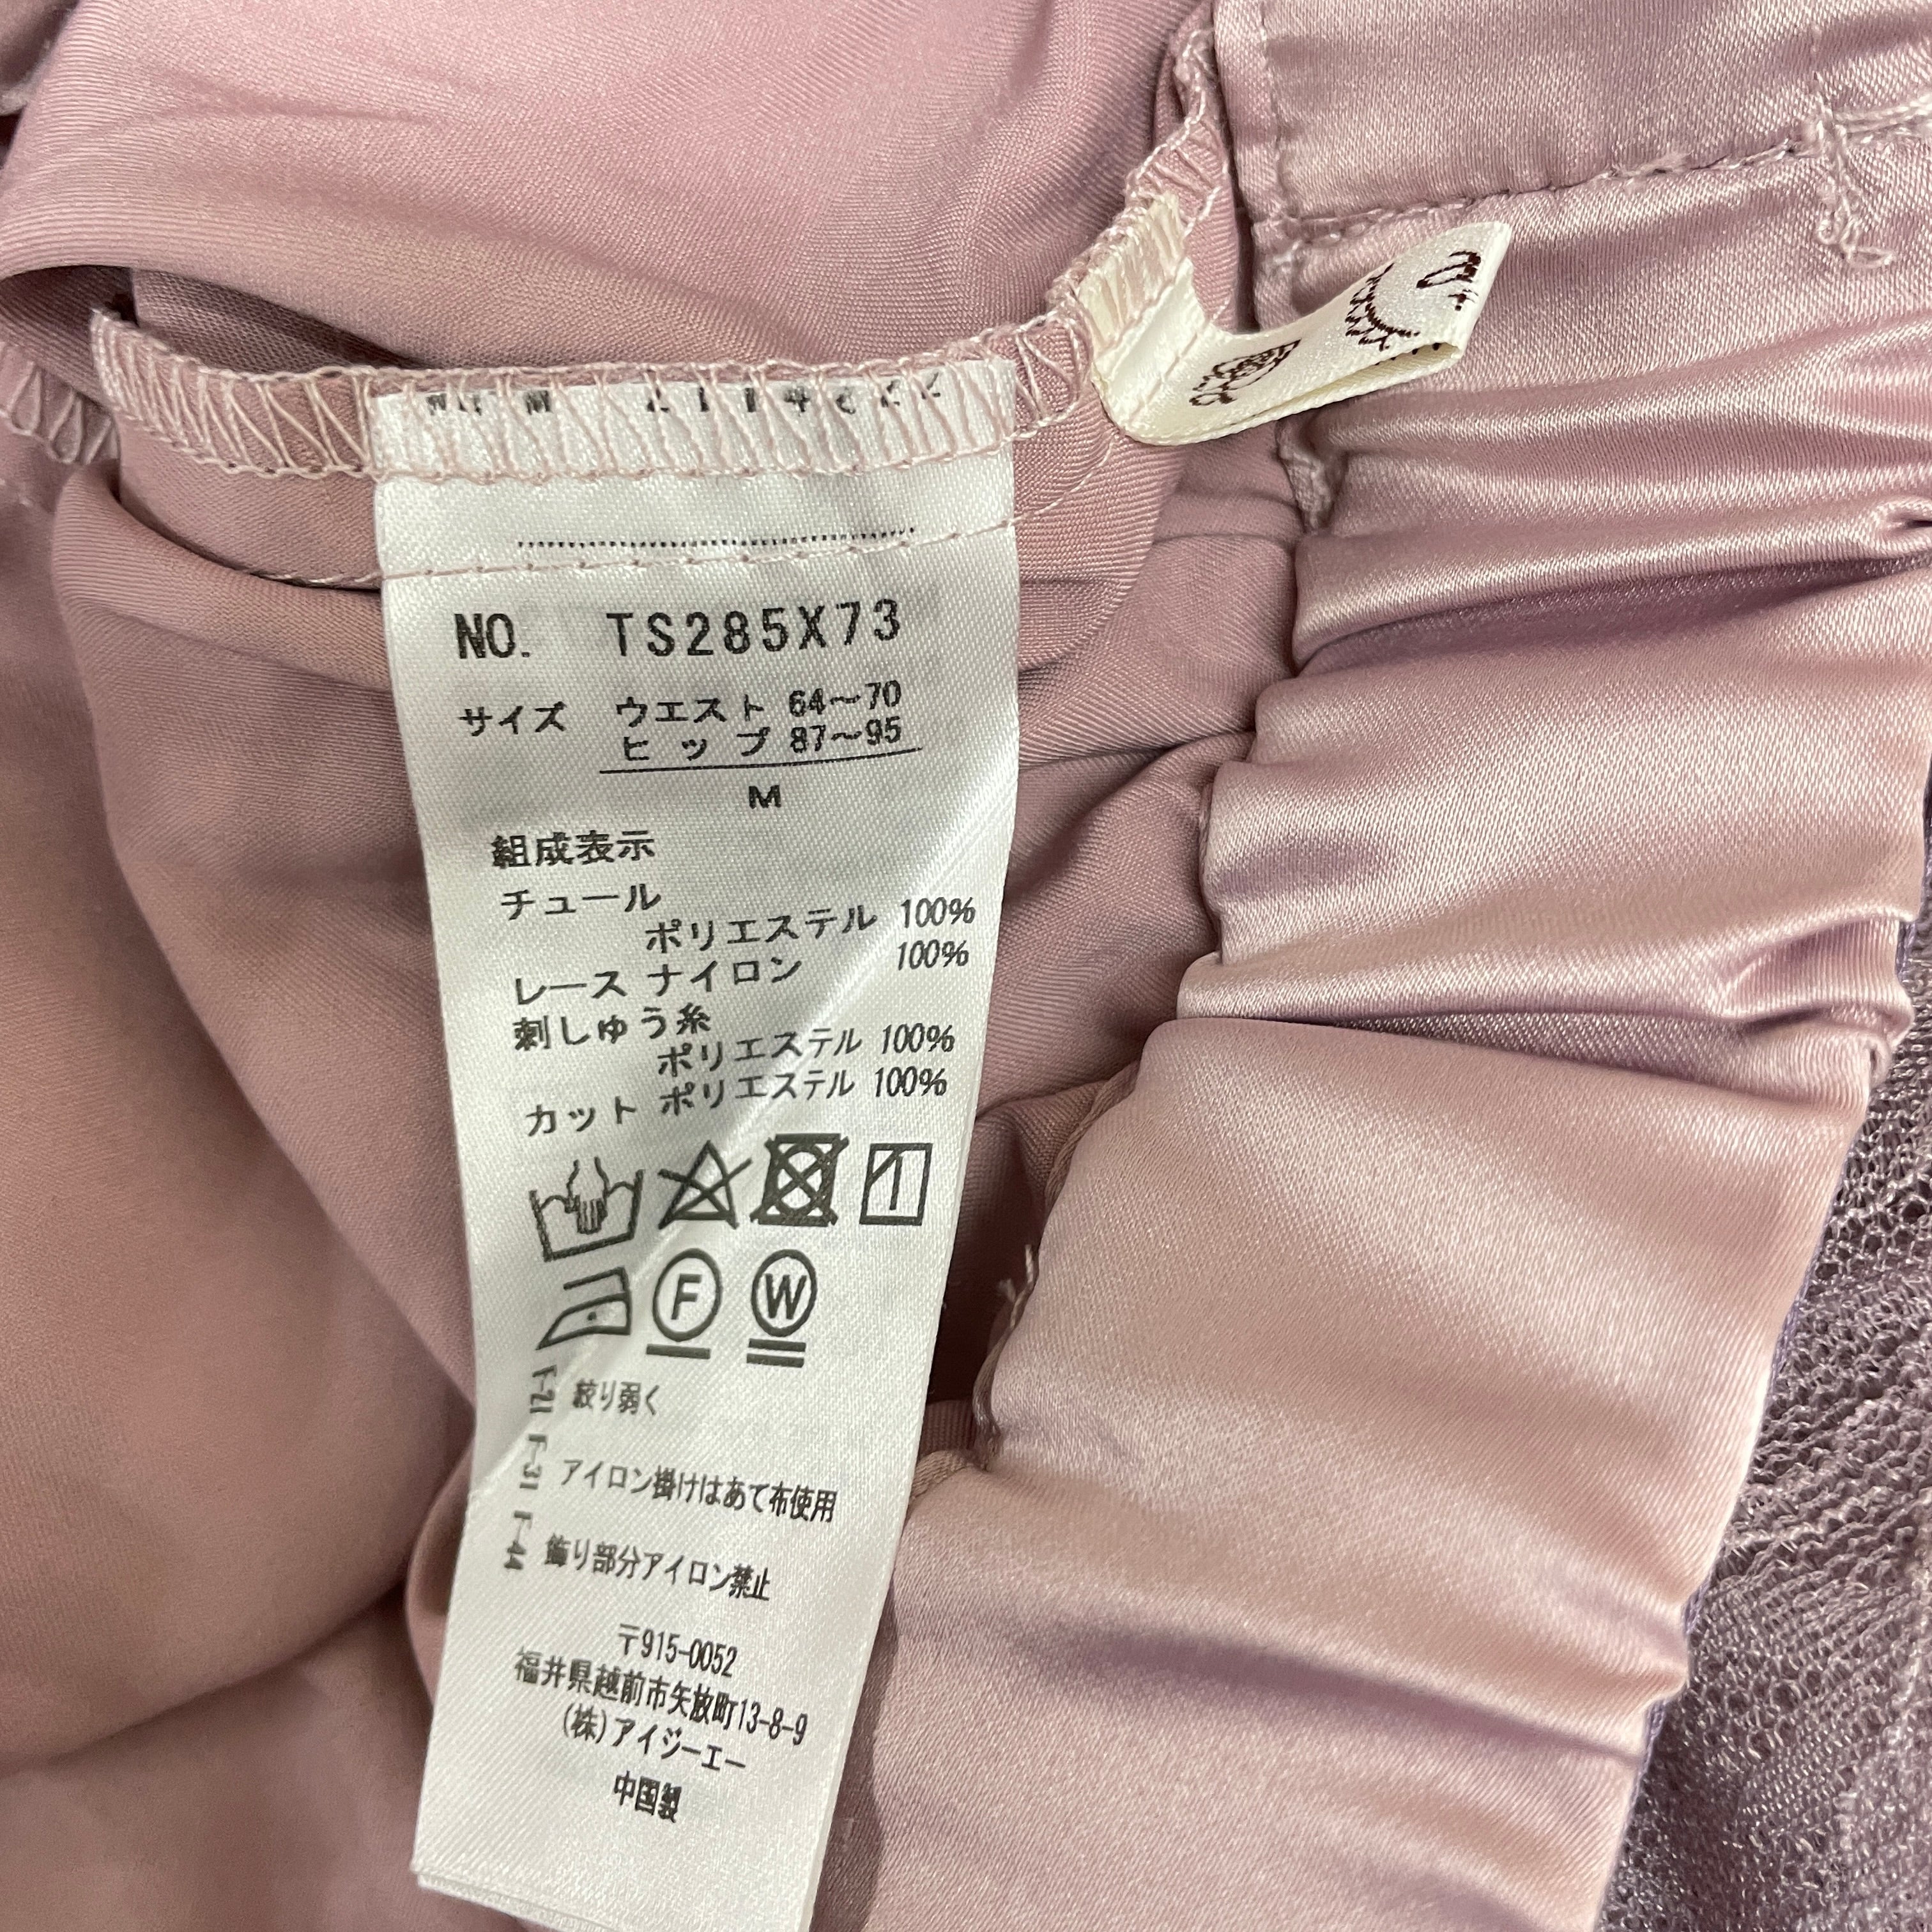 NO. TS285X73
サイズ ウエスト 64〜70
ヒップ 87〜95
M
組成表示
チュール
ポリエステル 100%
レース ナイロン 100%
刺しゅう糸
ポリエステル 100%
カット ポリエステル 100%
F
W
F-21 絞り弱く
F-31 アイロン掛けはあて布使用
F-44 飾り部分アイロン禁止
〒915-0052
福井県越前市矢放町13-8-9
(株)アイジーエー
中国製